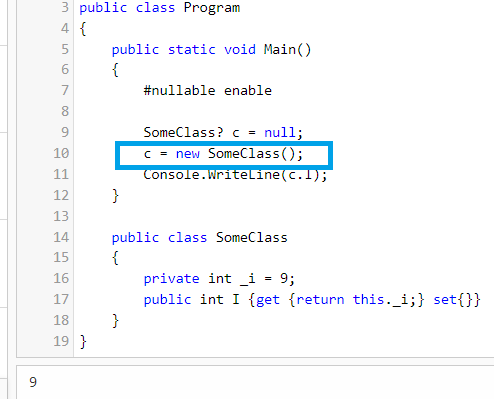 3 public class Program
4 {
5     public static void Main()
6     {
7         #nullable enable
8
9         SomeClass? c = null;
10         c = new SomeClass();
11         Console.WriteLine(c.I);
12     }
13
14     public class SomeClass
15     {
16         private int _i = 9;
17         public int I {get {return this._i;} set{}}
18     }
19 }
9